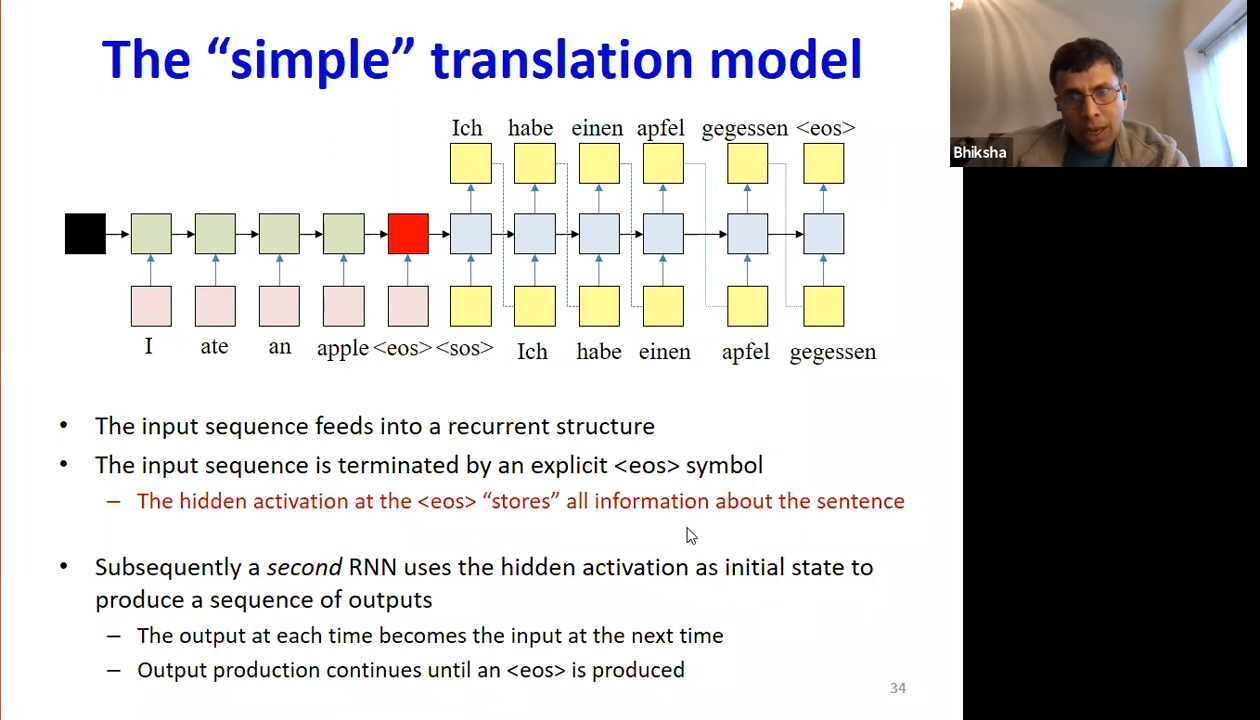 The “simple” translation model
Bhiksha
Ich habe einen apfel gegessen <eos>
I ate an apple <eos> <sos> Ich habe einen apfel gegessen
• The input sequence feeds into a recurrent structure
• The input sequence is terminated by an explicit <eos> symbol
– The hidden activation at the <eos> “stores” all information about the sentence
• Subsequently a second RNN uses the hidden activation as initial state to
produce a sequence of outputs
– The output at each time becomes the input at the next time
– Output production continues until an <eos> is produced
34